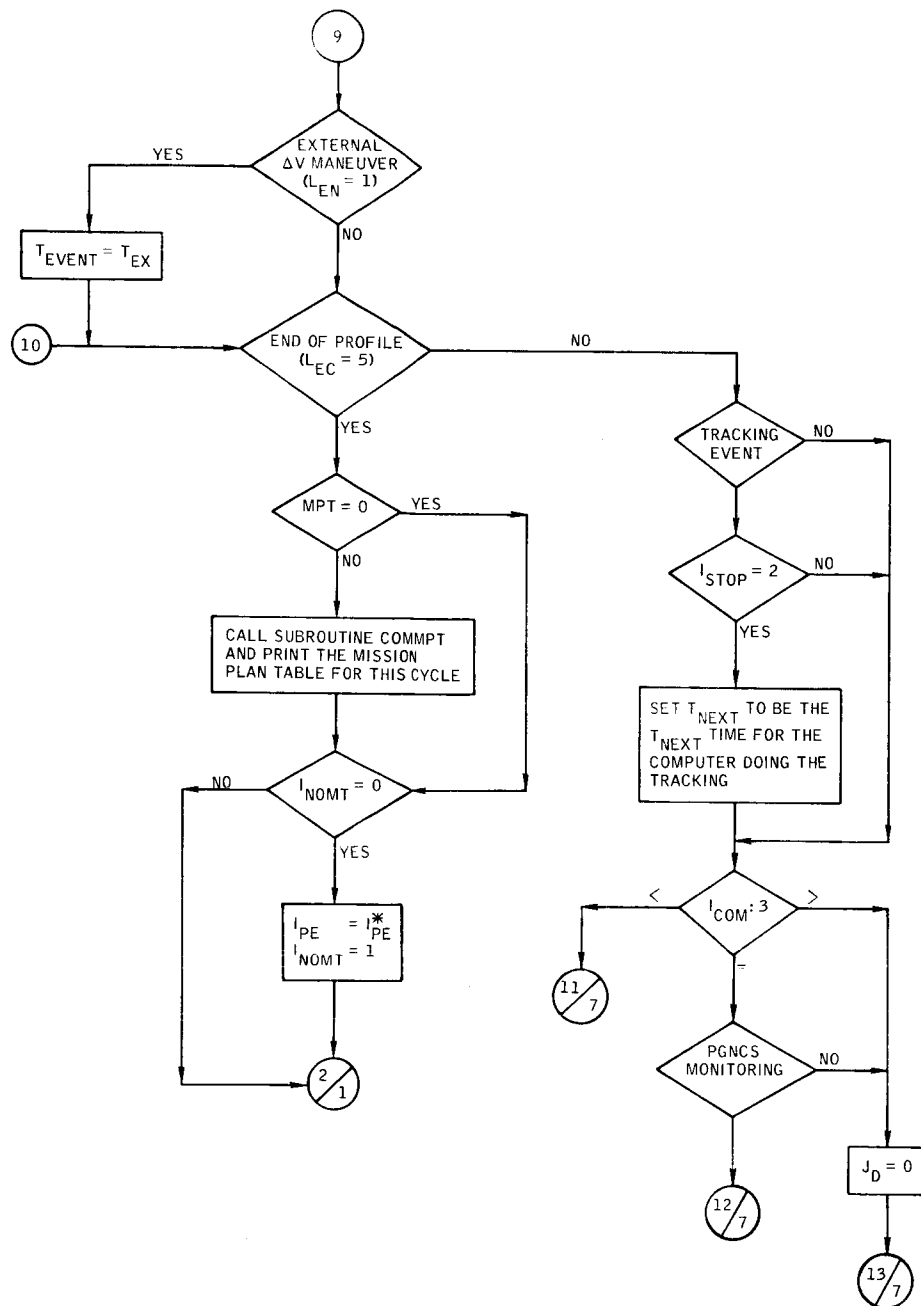 9
EXTERNAL
ΔV MANEUVER
(L_EN = 1)
YES
NO
T_EVENT = T_EX
10
END OF PROFILE
(L_EC = 5)
NO
YES
TRACKING
EVENT
NO
MPT = 0
YES
NO
I_STOP = 2
NO
YES
CALL SUBROUTINE COMMPT
AND PRINT THE MISSION
PLAN TABLE FOR THIS CYCLE
SET T_NEXT TO BE THE
T_NEXT TIME FOR THE
COMPUTER DOING THE
TRACKING
NO
I_NOMT = 0
YES
<
I_COM : 3
>
=
I_PE = I*_PE
I_NOMT = 1
11/7
PGNCS
MONITORING
NO
2/1
J_D = 0
12/7
13/7